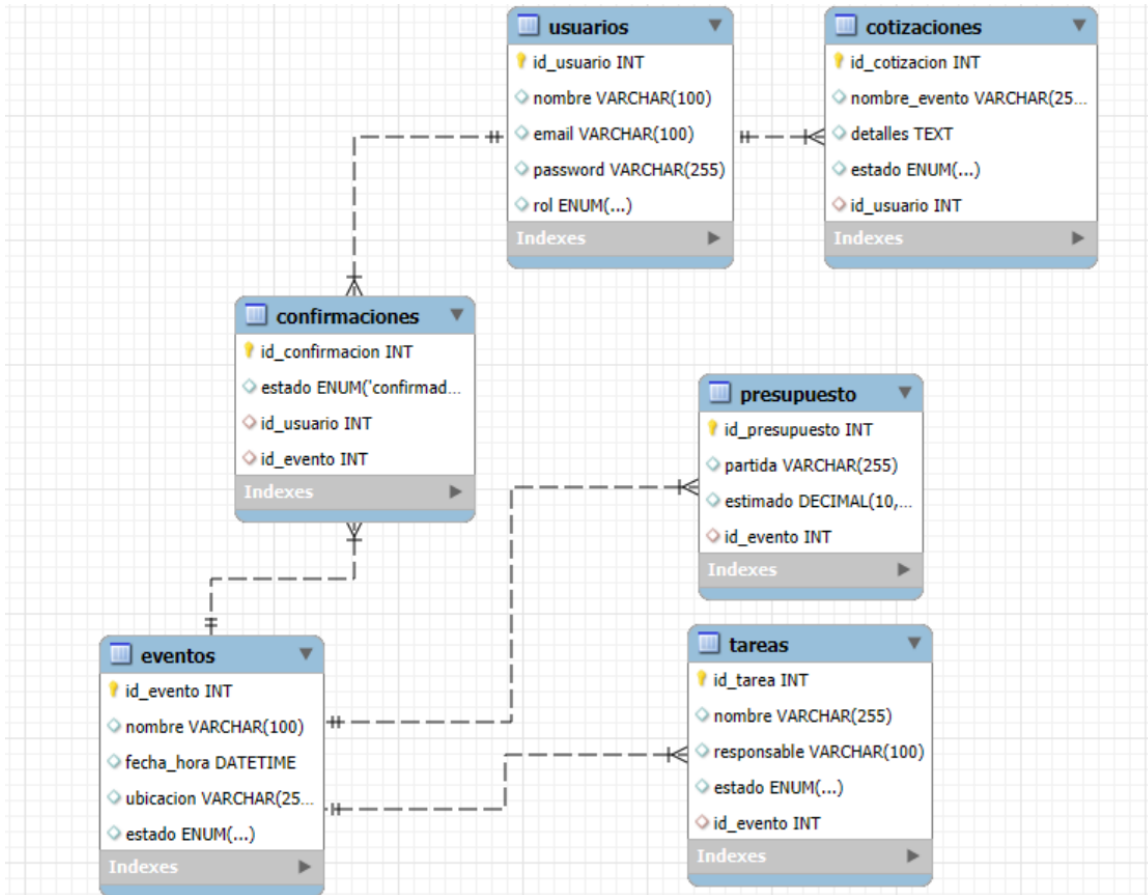 usuarios
id_usuario INT
nombre VARCHAR(100)
email VARCHAR(100)
password VARCHAR(255)
rol ENUM(...)
Indexes
cotizaciones
id_cotizacion INT
nombre_evento VARCHAR(25...
detalles TEXT
estado ENUM(...)
id_usuario INT
Indexes
confirmaciones
id_confirmacion INT
estado ENUM('confirmad...
id_usuario INT
id_evento INT
Indexes
presupuesto
id_presupuesto INT
partida VARCHAR(255)
estimado DECIMAL(10,...
id_evento INT
Indexes
eventos
id_evento INT
nombre VARCHAR(100)
fecha_hora DATETIME
ubicacion VARCHAR(25...
estado ENUM(...)
Indexes
tareas
id_tarea INT
nombre VARCHAR(255)
responsable VARCHAR(100)
estado ENUM(...)
id_evento INT
Indexes